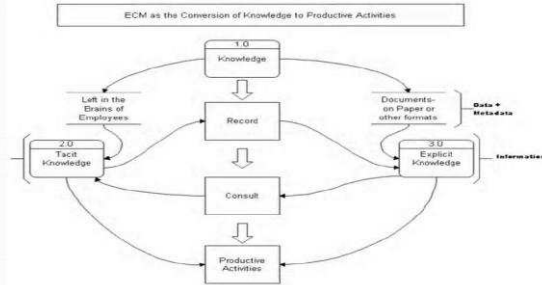 ECM as the Conversion of Knowledge to Productive Activities
1.0
Knowledge
Left in the
Brains of
Employees
Documents-
on Paper or
other formats
Data +
Metadata
Record
2.0
Tacit
Knowledge
3.0
Explicit
Knowledge
Information
Consult
Productive
Activities